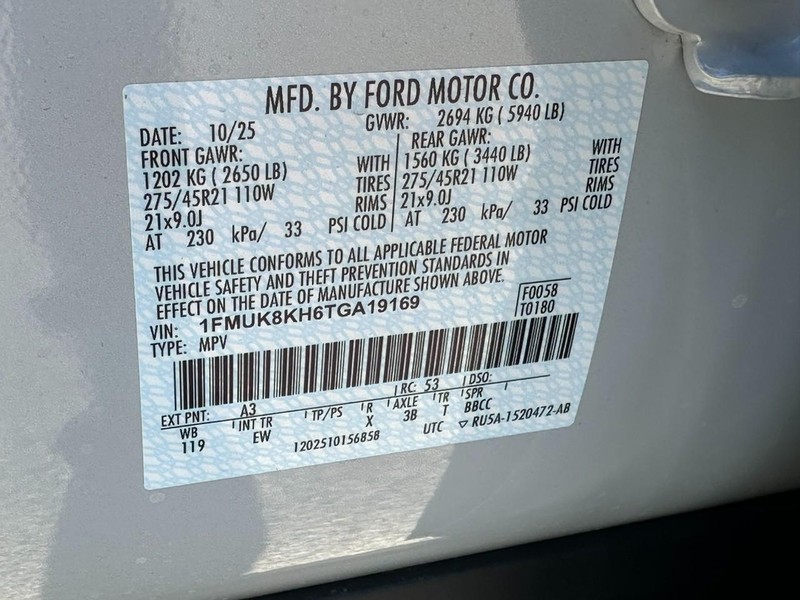 MFD. BY FORD MOTOR CO.
DATE: 10/25 GVWR: 2694 KG ( 5940 LB)
FRONT GAWR: REAR GAWR:
1202 KG ( 2650 LB) WITH 1560 KG ( 3440 LB) WITH
275/45R21 110W TIRES 275/45R21 110W TIRES
21x9.0J RIMS 21x9.0J RIMS
AT 230 kPa/ 33 PSI COLD AT 230 kPa/ 33 PSI COLD
THIS VEHICLE CONFORMS TO ALL APPLICABLE FEDERAL MOTOR
VEHICLE SAFETY AND THEFT PREVENTION STANDARDS IN
EFFECT ON THE DATE OF MANUFACTURE SHOWN ABOVE.
VIN: 1FMUK8KH6TGA19169 F0058
TYPE: MPV T0180
EXT PNT: A3 RC: 53 DSO:
WB INT TR TP/PS R AXLE TR SPR
119 EW X 3B T BBCC
1202510156858 UTC ▽ RU5A-1520472-AB